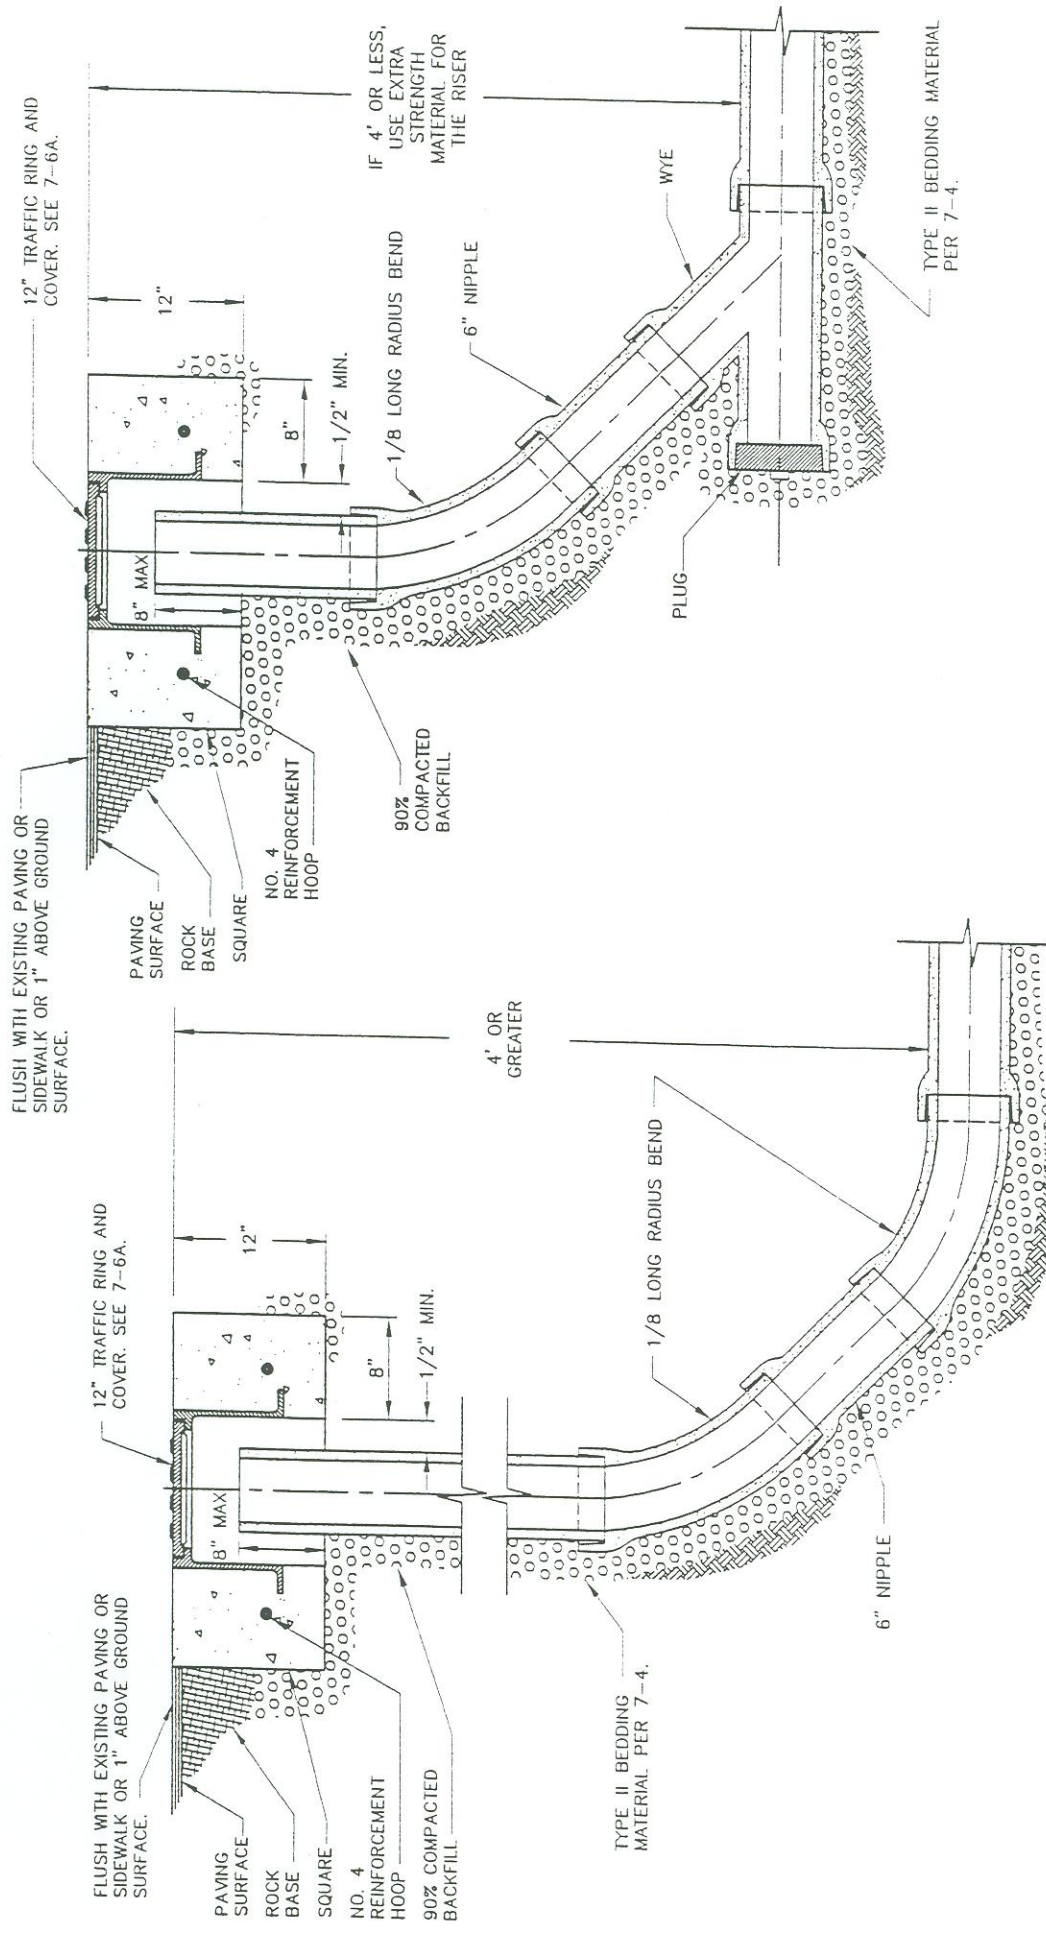 FLUSH WITH EXISTING PAVING OR
SIDEWALK OR 1" ABOVE GROUND
SURFACE.
12" TRAFFIC RING AND
COVER. SEE 7-6A.
PAVING
SURFACE
ROCK
BASE
SQUARE
NO. 4
REINFORCEMENT
HOOP
90% COMPACTED
BACKFILL
8" MAX
12"
8"
1/2" MIN.
4' OR
GREATER
1/8 LONG RADIUS BEND
TYPE II BEDDING
MATERIAL PER 7-4.
6" NIPPLE
FLUSH WITH EXISTING PAVING OR
SIDEWALK OR 1" ABOVE GROUND
SURFACE.
12" TRAFFIC RING AND
COVER. SEE 7-6A.
PAVING
SURFACE
ROCK
BASE
SQUARE
NO. 4
REINFORCEMENT
HOOP
90%
COMPACTED
BACKFILL
8" MAX
12"
8"
1/2" MIN.
1/8 LONG RADIUS BEND
6" NIPPLE
IF 4' OR LESS,
USE EXTRA
STRENGTH
MATERIAL FOR
THE RISER
WYE
PLUG
TYPE II BEDDING MATERIAL
PER 7-4.